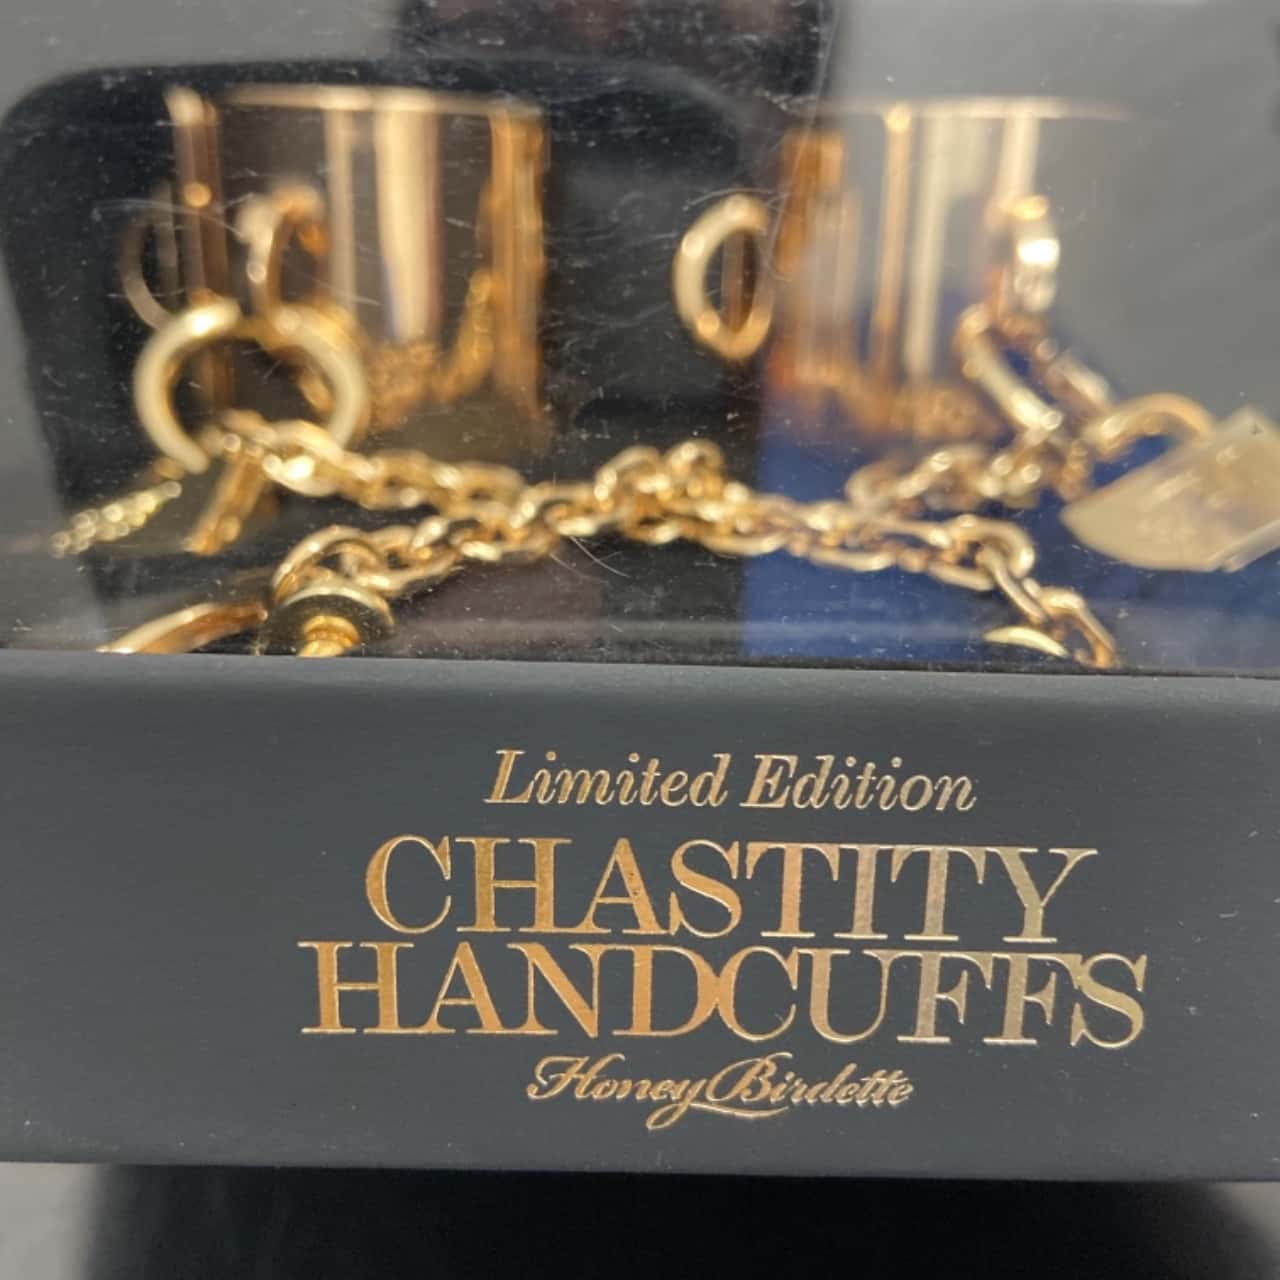 Limited Edition
CHASTITY
HANDCUFFS
Honey Birdette